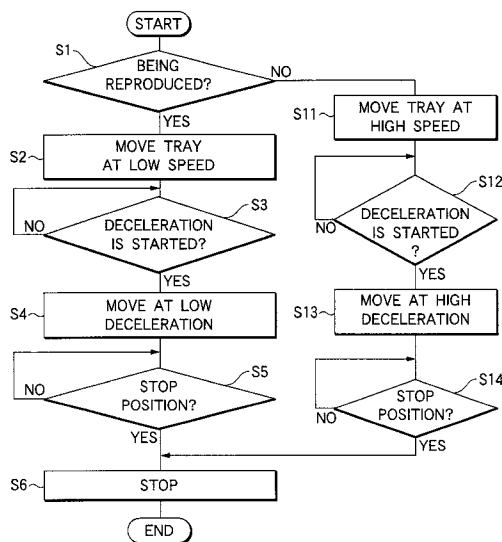 START
S1
BEING
REPRODUCED?
NO
YES
S2
MOVE TRAY
AT LOW SPEED
S3
DECELERATION
IS STARTED?
NO
YES
S4
MOVE AT LOW
DECELERATION
S5
STOP
POSITION?
NO
YES
S11
MOVE TRAY AT
HIGH SPEED
S12
DECELERATION
IS STARTED
?
NO
YES
S13
MOVE AT HIGH
DECELERATION
S14
STOP
POSITION?
NO
YES
S6
STOP
END